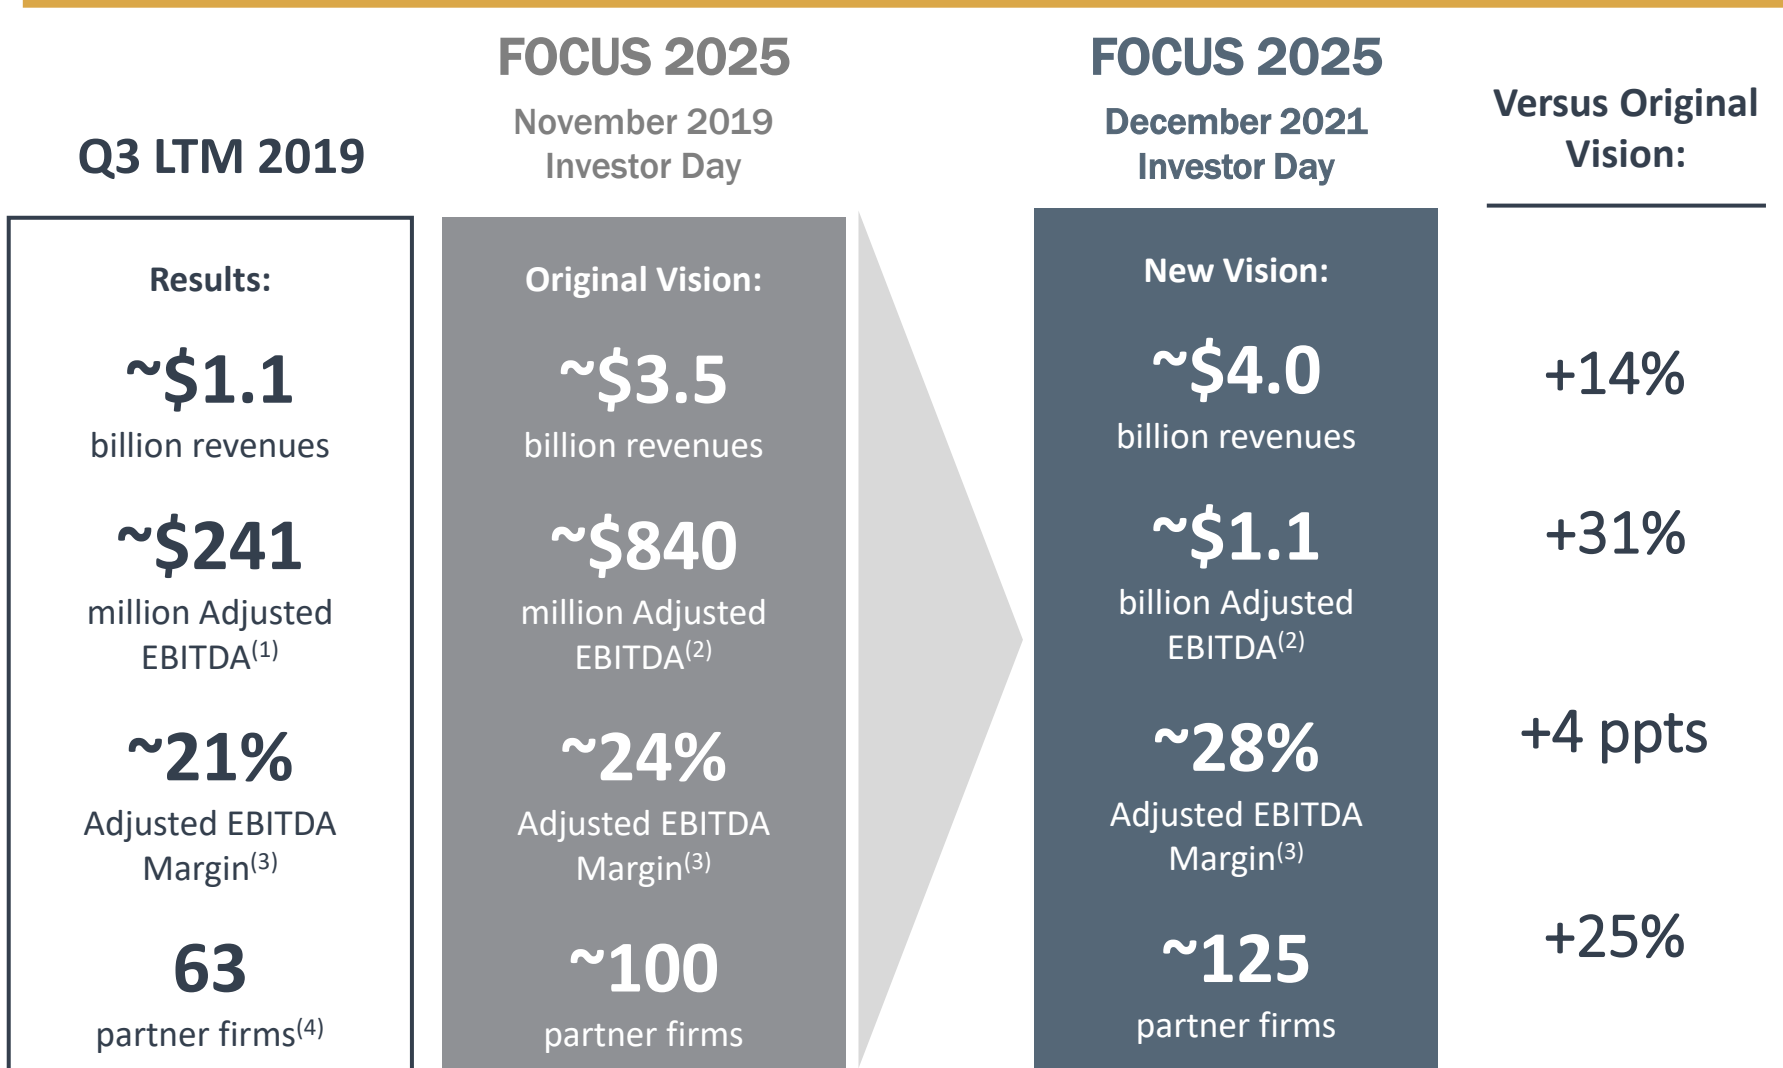 Q3 LTM 2019
Results:
~$1.1
billion revenues
~$241
million Adjusted
EBITDA(1)
~21%
Adjusted EBITDA
Margin(3)
63
partner firms(4)
FOCUS 2025
November 2019
Investor Day
Original Vision:
~$3.5
billion revenues
~$840
million Adjusted
EBITDA(2)
~24%
Adjusted EBITDA
Margin(3)
~100
partner firms
FOCUS 2025
December 2021
Investor Day
New Vision:
~$4.0
billion revenues
~$1.1
billion Adjusted
EBITDA(2)
~28%
Adjusted EBITDA
Margin(3)
~125
partner firms
Versus Original
Vision:
+14%
+31%
+4 ppts
+25%